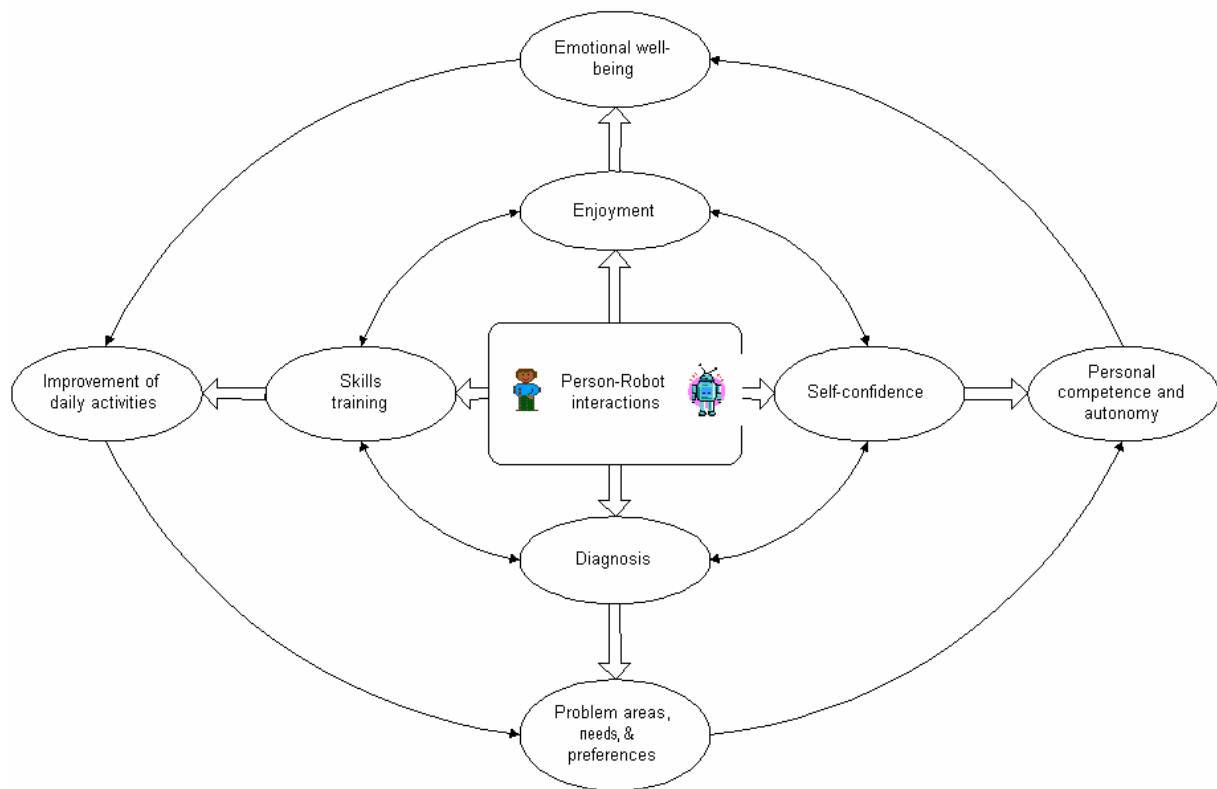 Emotional well-
being
Enjoyment
Improvement of
daily activities
Skills
training
Person-Robot
interactions
Self-confidence
Personal
competence and
autonomy
Diagnosis
Problem areas,
needs, &
preferences